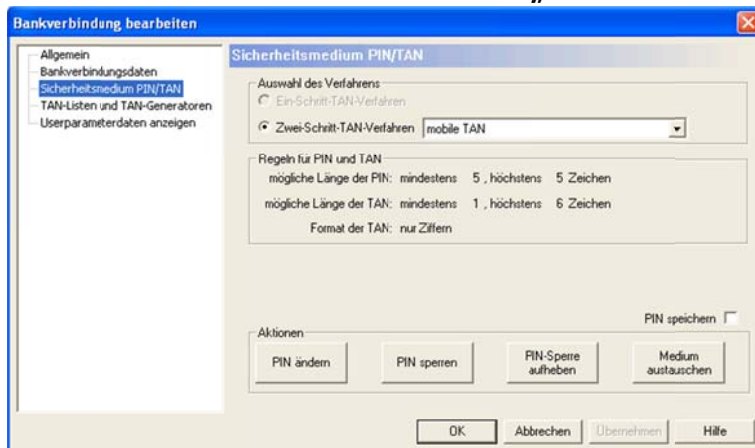 Bankverbindung bearbeiten
Allgemein
Bankverbindungsdaten
Sicherheitsmedium PIN/TAN
TAN-Listen und TAN-Generatoren
Userparameterdaten anzeigen
Sicherheitsmedium PIN/TAN
Auswahl des Verfahrens
Ein-Schritt-TAN-Verfahren
Zwei-Schritt-TAN-Verfahren mobile TAN
Regeln für PIN und TAN
mögliche Länge der PIN: mindestens 5 , höchstens 5 Zeichen
mögliche Länge der TAN: mindestens 1 , höchstens 6 Zeichen
Format der TAN: nur Ziffern
PIN speichern
Aktionen
PIN ändern
PIN sperren
PIN-Sperre
aufheben
Medium
austauschen
OK
Abbrechen
Übernehmen
Hilfe